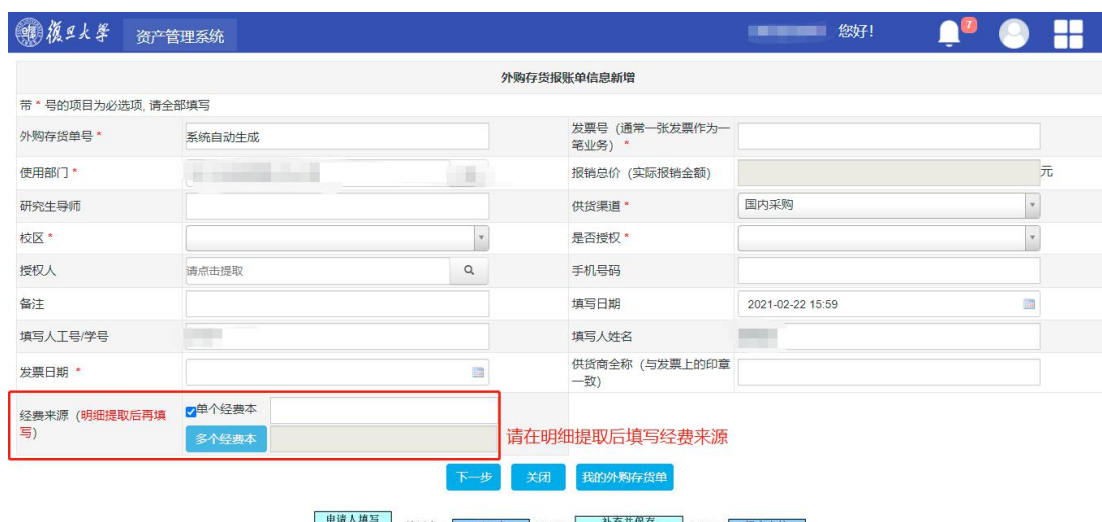 復旦大學 资产管理系统 您好! 7
外购存货报账单信息新增
带 * 号的项目为必选项, 请全部填写
外购存货单号 * 系统自动生成 发票号 (通常一张发票作为一
笔业务) *
使用部门 * 报销总价 (实际报销金额) 元
研究生导师 供货渠道 * 国内采购
校区 * 是否授权 *
授权人 请点击提取 手机号码
备注 填写日期 2021-02-22 15:59
填写人工号/学号 填写人姓名
发票日期 * 供货商全称 (与发票上的印章
一致)
经费来源 (明细提取后再填
写) 单个经费本
多个经费本 请在明细提取后填写经费来源
下一步 关闭 我的外购存货单
申请人填写